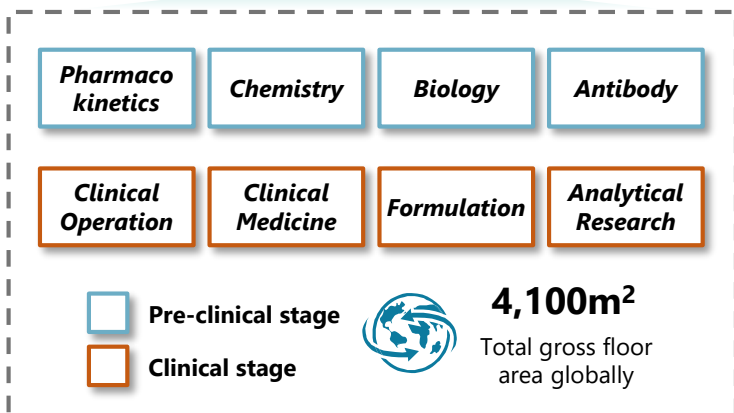 Pharmaco
kinetics
Chemistry
Biology
Antibody
Clinical
Operation
Clinical
Medicine
Formulation
Analytical
Research
Pre-clinical stage
Clinical stage
4,100m²
Total gross floor
area globally